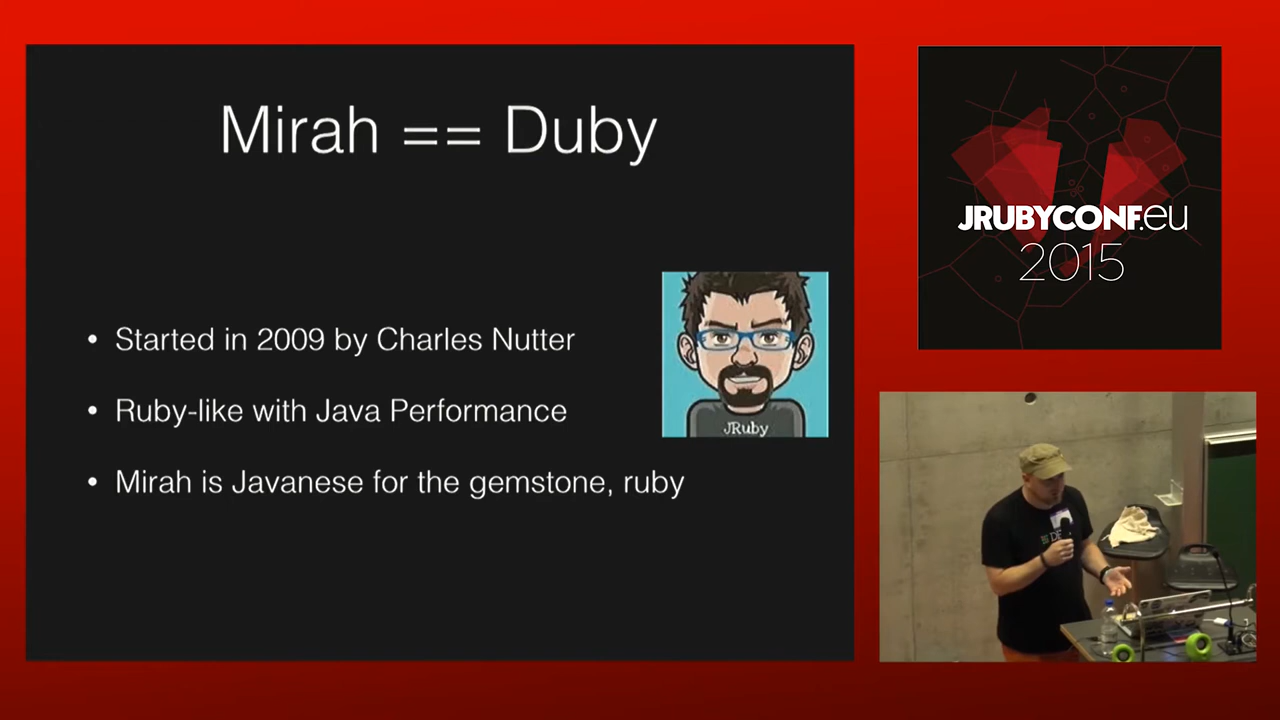 Mirah == Duby
• Started in 2009 by Charles Nutter
• Ruby-like with Java Performance
• Mirah is Javanese for the gemstone, ruby
JRuby
JRUBYCONF.eu
2015